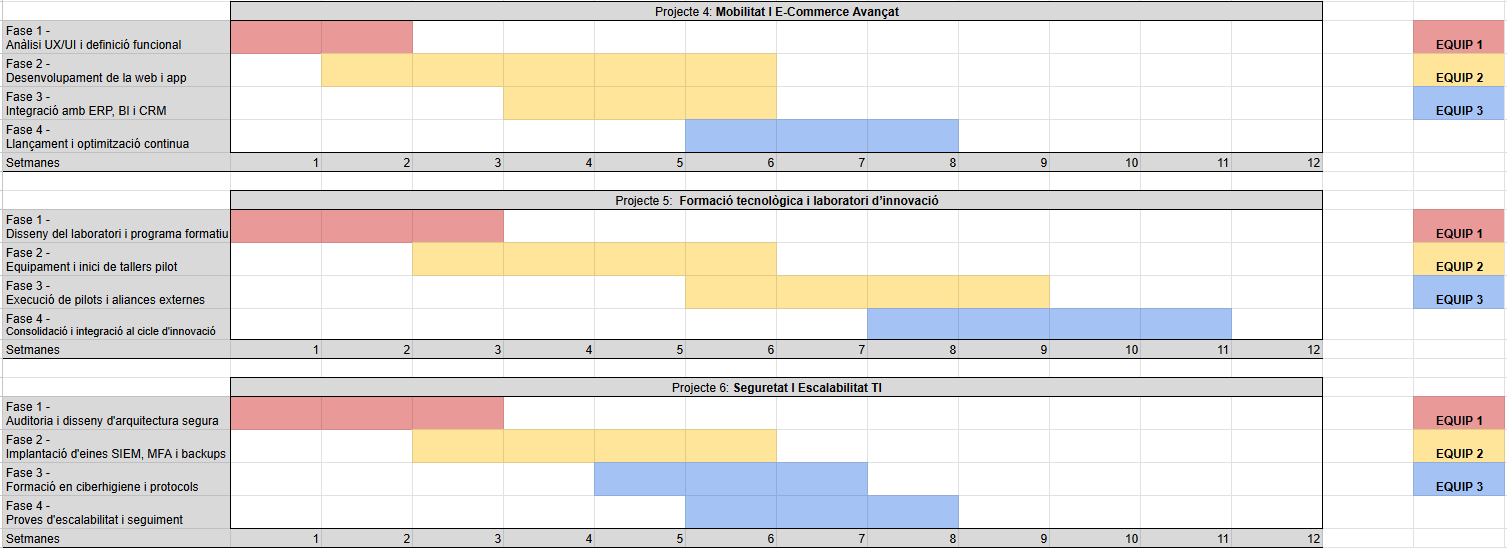 Projecte 4: Mobilitat I E-Commerce Avançat
Fase 1 -
Anàlisi UX/UI i definició funcional
EQUIP 1
Fase 2 -
Desenvolupament de la web i app
EQUIP 2
Fase 3 -
Integració amb ERP, BI i CRM
EQUIP 3
Fase 4 -
Llançament i optimització continua
Setmanes 1 2 3 4 5 6 7 8 9 10 11 12
Projecte 5: Formació tecnològica i laboratori d'innovació
Fase 1 -
Disseny del laboratori i programa formatiu
EQUIP 1
Fase 2 -
Equipament i inici de tallers pilot
EQUIP 2
Fase 3 -
Execució de pilots i aliances externes
EQUIP 3
Fase 4 -
Consolidació i integració al cicle d'innovació
Setmanes 1 2 3 4 5 6 7 8 9 10 11 12
Projecte 6: Seguretat I Escalabilitat TI
Fase 1 -
Auditoria i disseny d'arquitectura segura
EQUIP 1
Fase 2 -
Implantació d'eines SIEM, MFA i backups
EQUIP 2
Fase 3 -
Formació en ciberhigiene i protocols
EQUIP 3
Fase 4 -
Proves d'escalabilitat i seguiment
Setmanes 1 2 3 4 5 6 7 8 9 10 11 12